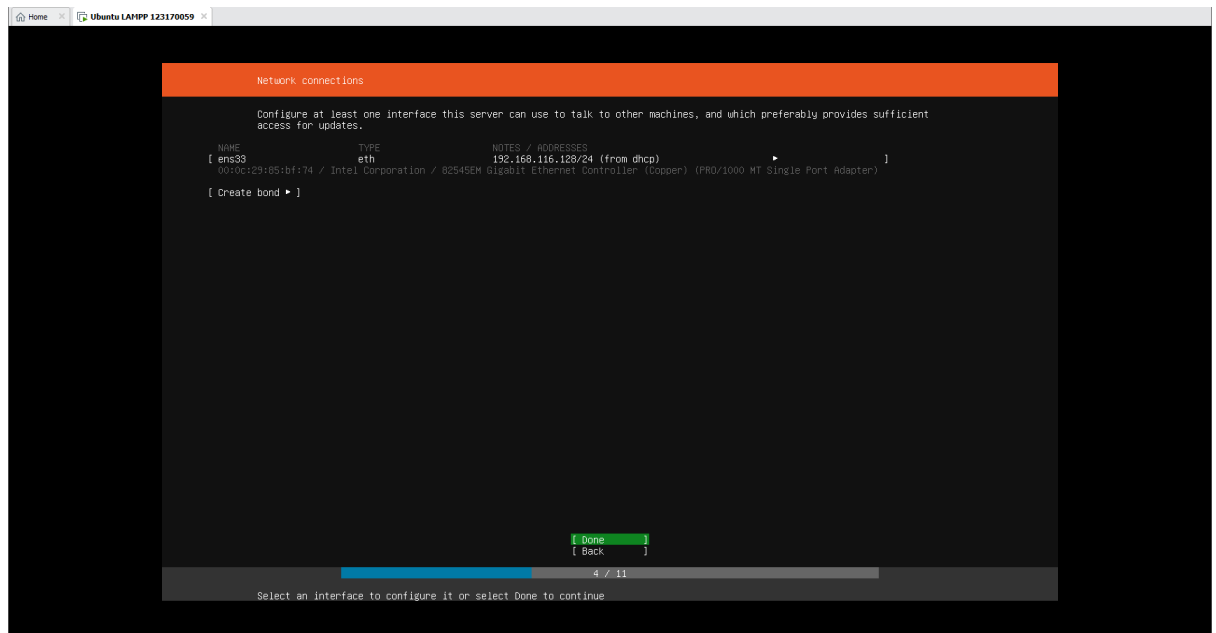 Home × Ubuntu LAMPP 123170059 ×
Network connections
Configure at least one interface this server can use to talk to other machines, and which preferably provides sufficient
access for updates.
NAME TYPE NOTES / ADDRESSES
[ ens33 eth 192.168.116.128/24 (from dhcp) ▸ ]
00:0c:29:85:bf:74 / Intel Corporation / 82545EM Gigabit Ethernet Controller (Copper) (PRO/1000 MT Single Port Adapter)
[ Create bond ▸ ]
[ Done ]
[ Back ]
4 / 11
Select an interface to configure it or select Done to continue